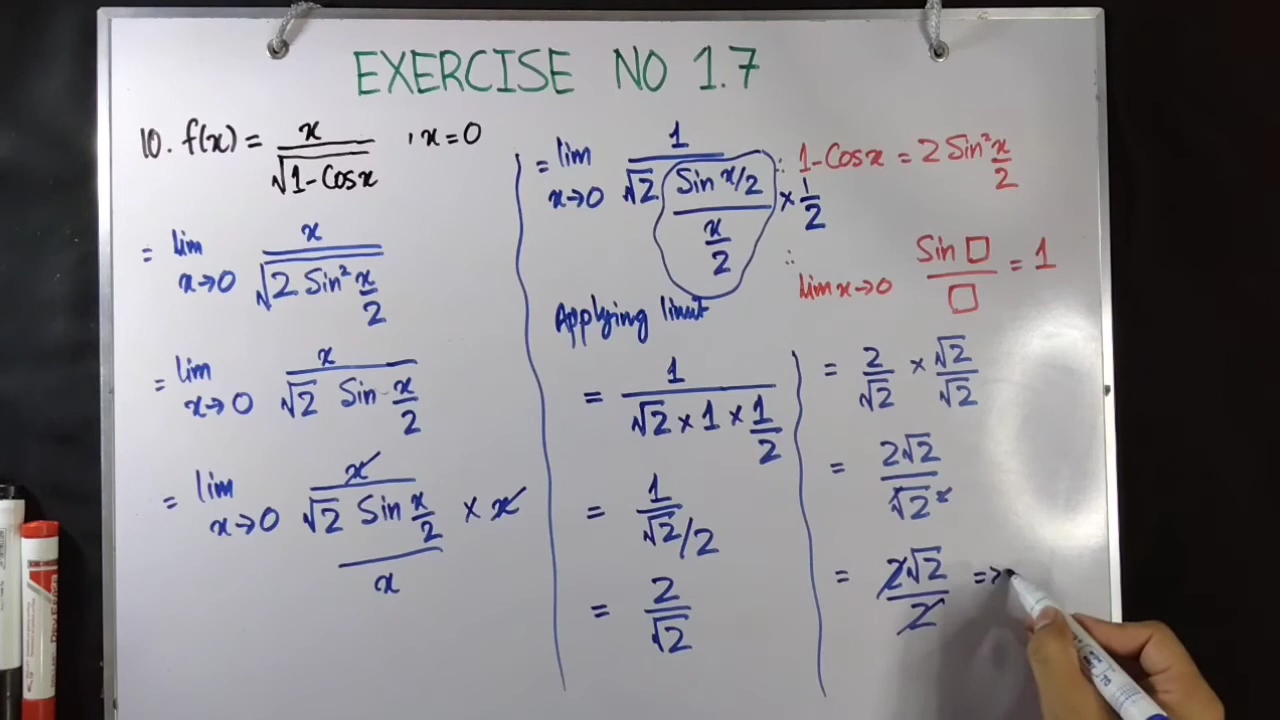 EXERCISE NO 1.7
10. f(x) = x / √1-Cosx , x=0
= lim x→0 x / √2 Sin² x/2
= lim x→0 x / √2 Sin x/2
= lim x→0 x / √2 Sin x/2 / x × x
= lim x→0 1 / √2 Sin x/2 / x/2 × 1/2
Applying limit
= 1 / √2 × 1 × 1/2
= 1 / √2/2
= 2 / √2
∴ 1-Cosx = 2 Sin² x/2
∴ lim x→0 Sin □ / □ = 1
= 2/√2 × √2/√2
= 2√2 / √2²
= 2√2 / 2 =>